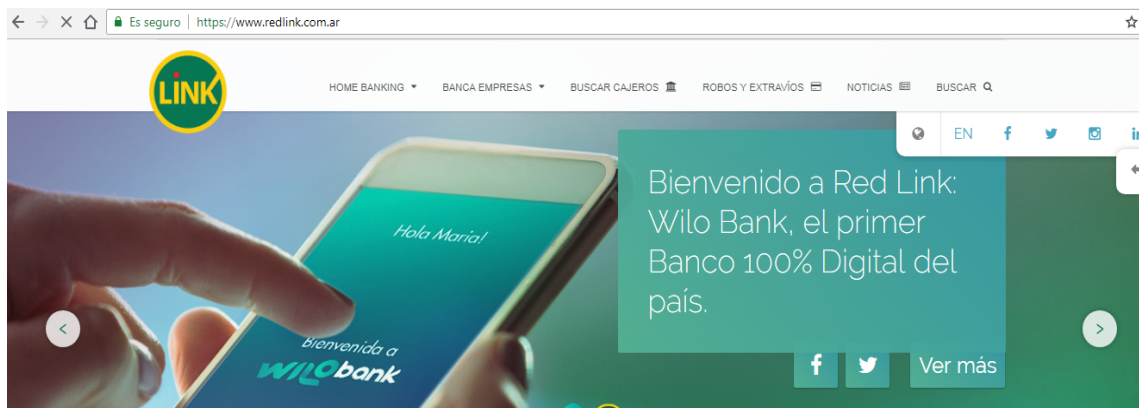 Es seguro | https://www.redlink.com.ar
LINK
HOME BANKING
BANCA EMPRESAS
BUSCAR CAJEROS
ROBOS Y EXTRAVÍOS
NOTICIAS
BUSCAR
EN
Bienvenido a Red Link:
Wilo Bank, el primer
Banco 100% Digital del
país.
Hola Maria!
Bienvenida a
WILObank
Ver más